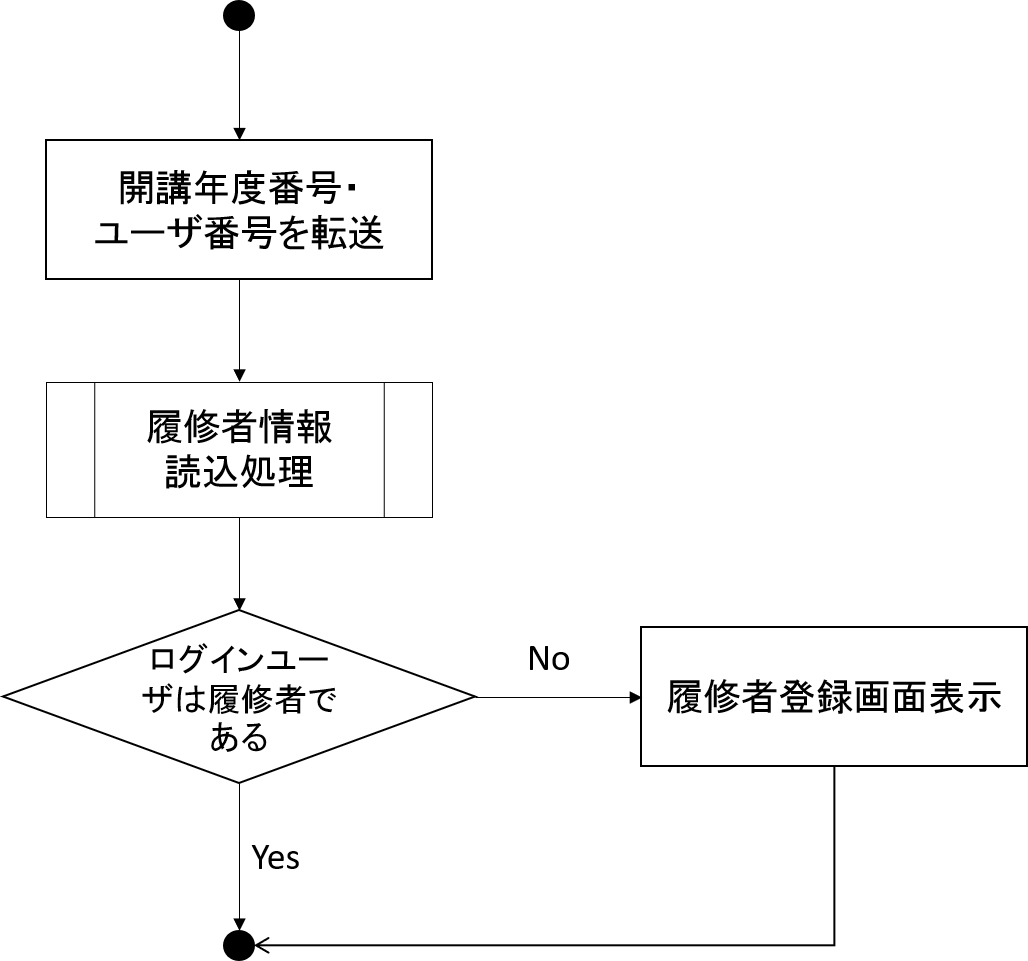 開講年度番号・
ユーザ番号を転送
履修者情報
読込処理
ログインユー
ザは履修者で
ある
No
履修者登録画面表示
Yes